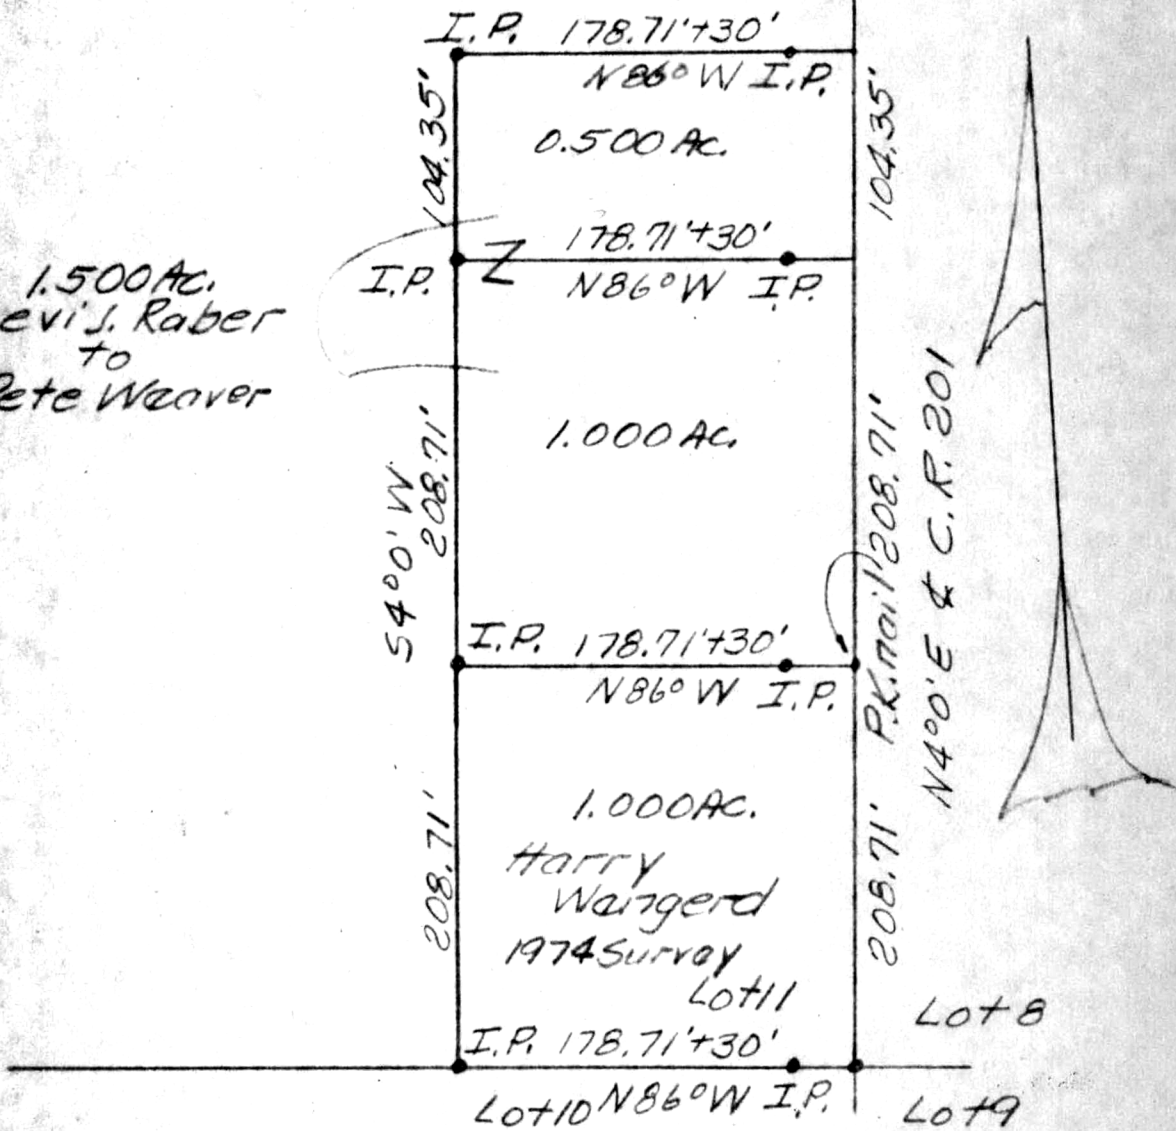 I.P. 178.71'+30'
N86°W I.P.
104.35'
104.35'
0.500 Ac.
178.71'+30'
I.P. Z
N86°W I.P.
1.500 Ac.
evi J. Raber
to
Pete Weaver
1.000 Ac.
S4°0'W
208.71'
P.K. nail 208.71'
N4°0'E & C.R. 201
I.P. 178.71'+30'
N86°W I.P.
208.71'
208.71'
1.000 AC.
Harry
Wangerd
1974 Survey
Lot 11
Lot 8
I.P. 178.71'+30'
Lot 10 N86°W I.P.
Lot 9